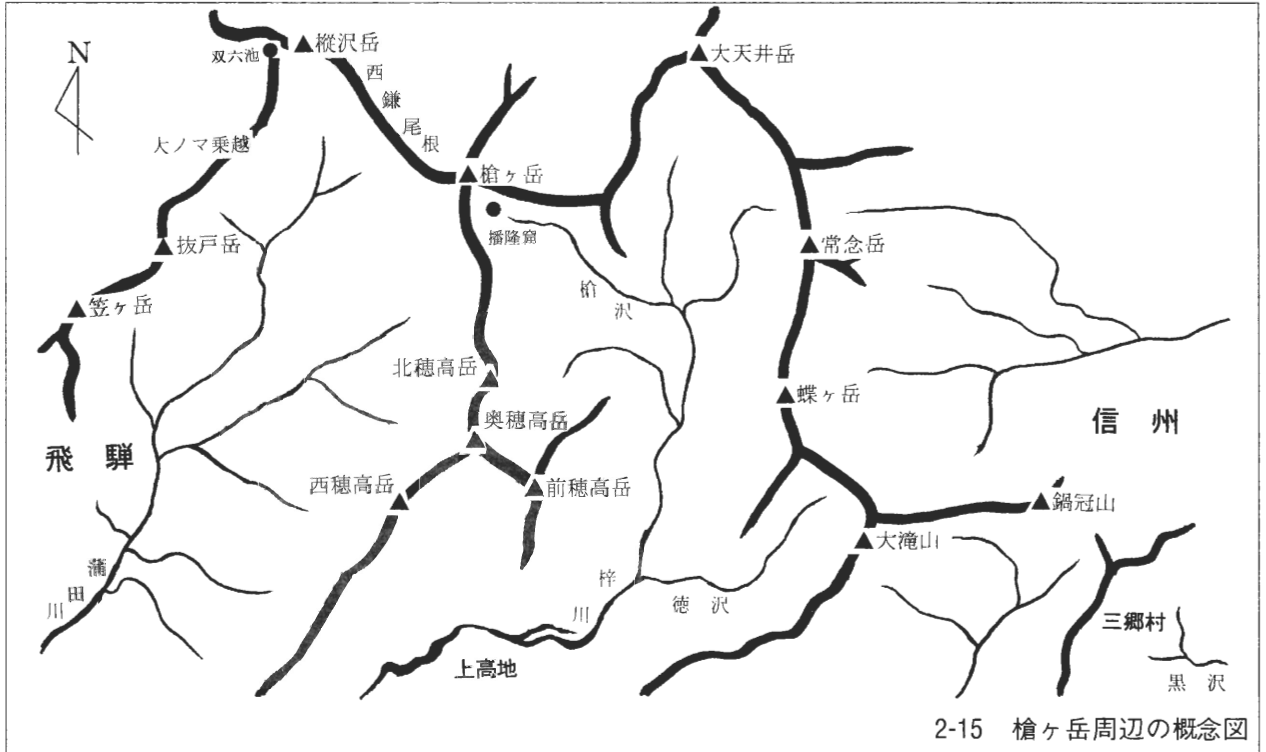 N
双六池
樅沢岳
西鎌尾根
大天井岳
大ノマ乗越
槍ヶ岳
播隆窟
抜戸岳
常念岳
槍沢
笠ヶ岳
北穂高岳
蝶ヶ岳
奥穂高岳
信州
飛騨
西穂高岳
前穂高岳
鍋冠山
大滝山
蒲田川
梓川
徳沢
三郷村
上高地
黒沢
2-15 槍ヶ岳周辺の概念図